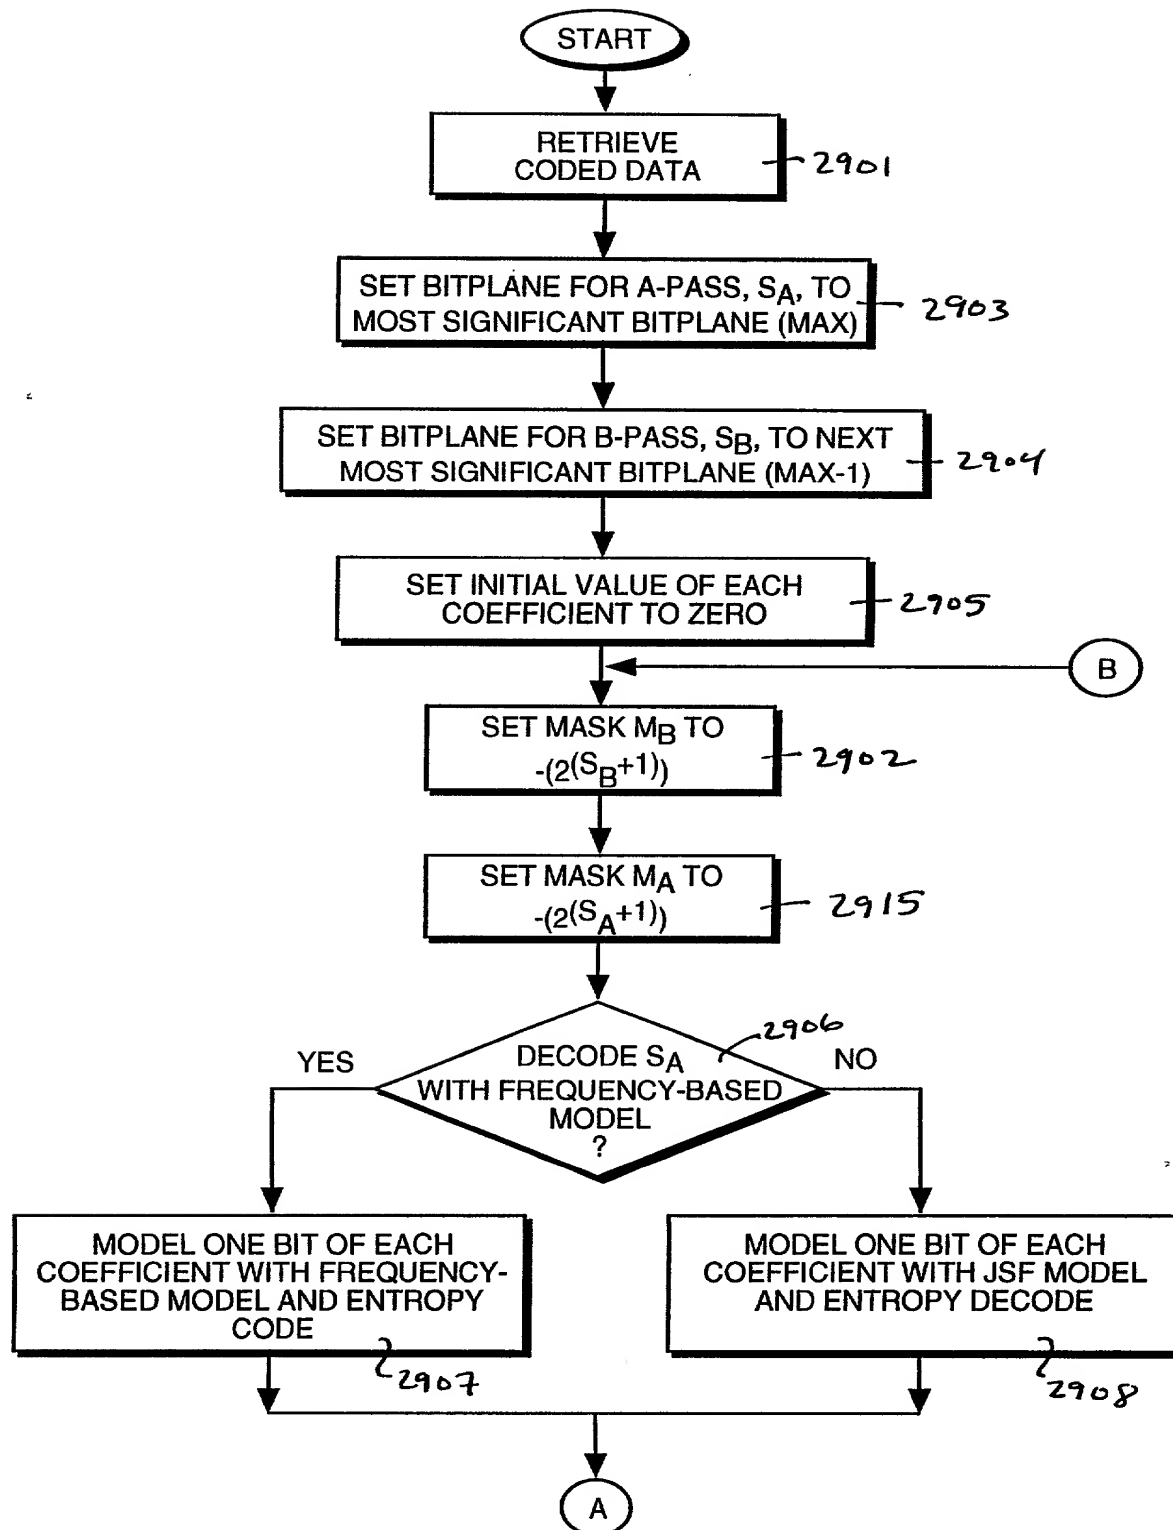 START
RETRIEVE
CODED DATA
2901
SET BITPLANE FOR A-PASS, SA, TO
MOST SIGNIFICANT BITPLANE (MAX)
2903
SET BITPLANE FOR B-PASS, SB, TO NEXT
MOST SIGNIFICANT BITPLANE (MAX-1)
2904
SET INITIAL VALUE OF EACH
COEFFICIENT TO ZERO
2905
B
SET MASK MB TO
-(2(SB+1))
2902
SET MASK MA TO
-(2(SA+1))
2915
2906
YES
DECODE SA
WITH FREQUENCY-BASED
MODEL
?
NO
MODEL ONE BIT OF EACH
COEFFICIENT WITH FREQUENCY-
BASED MODEL AND ENTROPY
CODE
2907
MODEL ONE BIT OF EACH
COEFFICIENT WITH JSF MODEL
AND ENTROPY DECODE
2908
A